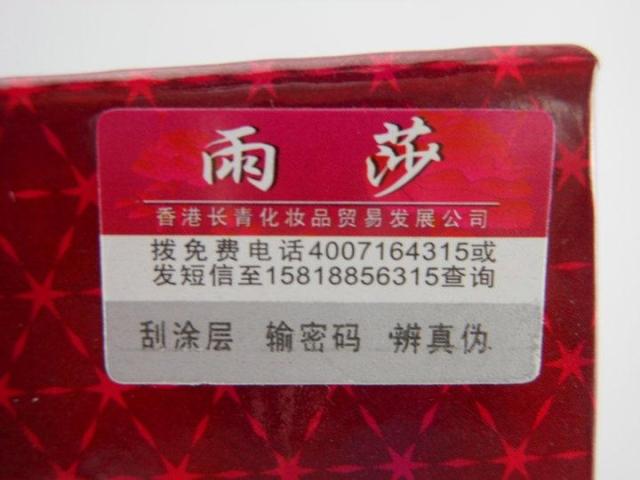 雨莎
香港长青化妆品贸易发展公司
拨免费电话4007164315或
发短信至15818856315查询
刮涂层 输密码 辨真伪